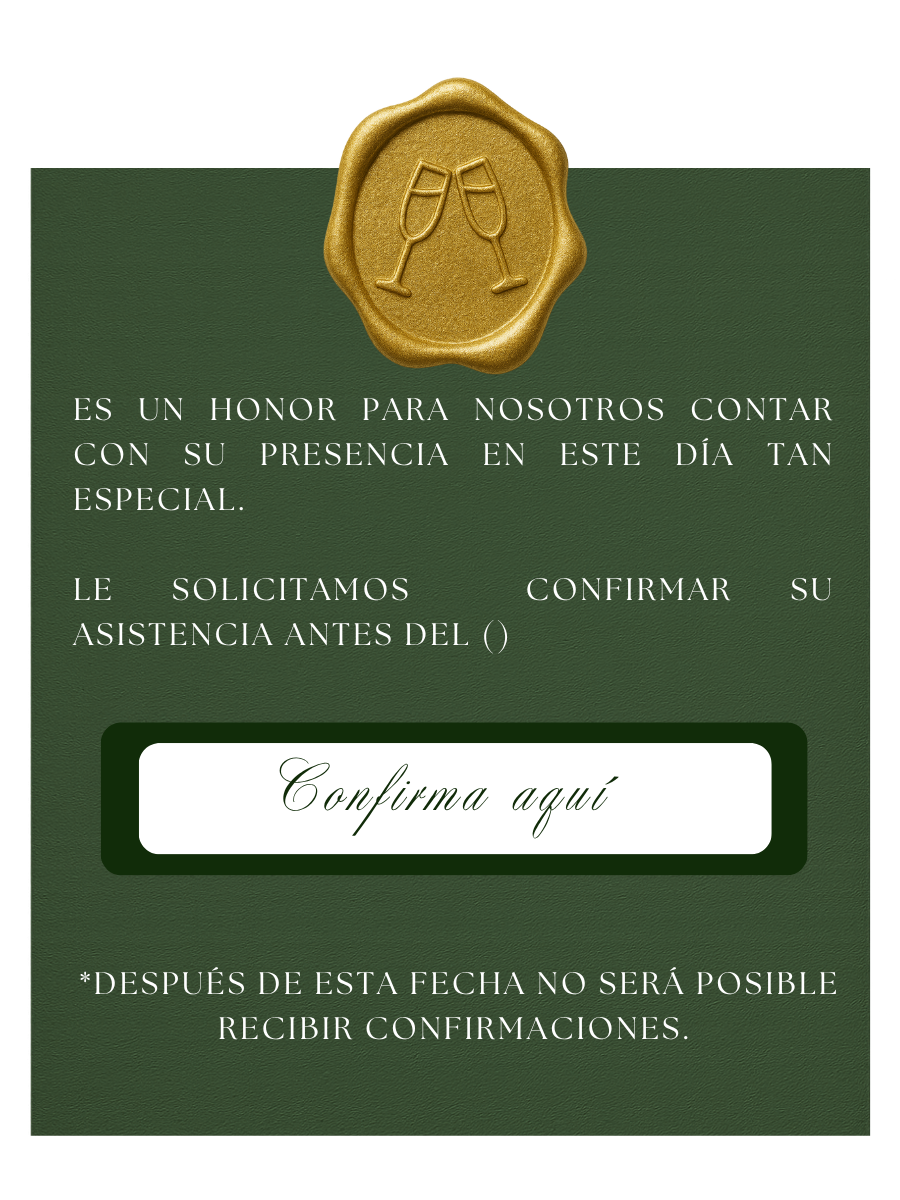 ES UN HONOR PARA NOSOTROS CONTAR
CON SU PRESENCIA EN ESTE DÍA TAN
ESPECIAL.
LE SOLICITAMOS CONFIRMAR SU
ASISTENCIA ANTES DEL ()
Confirma aquí
*DESPUÉS DE ESTA FECHA NO SERÁ POSIBLE
RECIBIR CONFIRMACIONES.